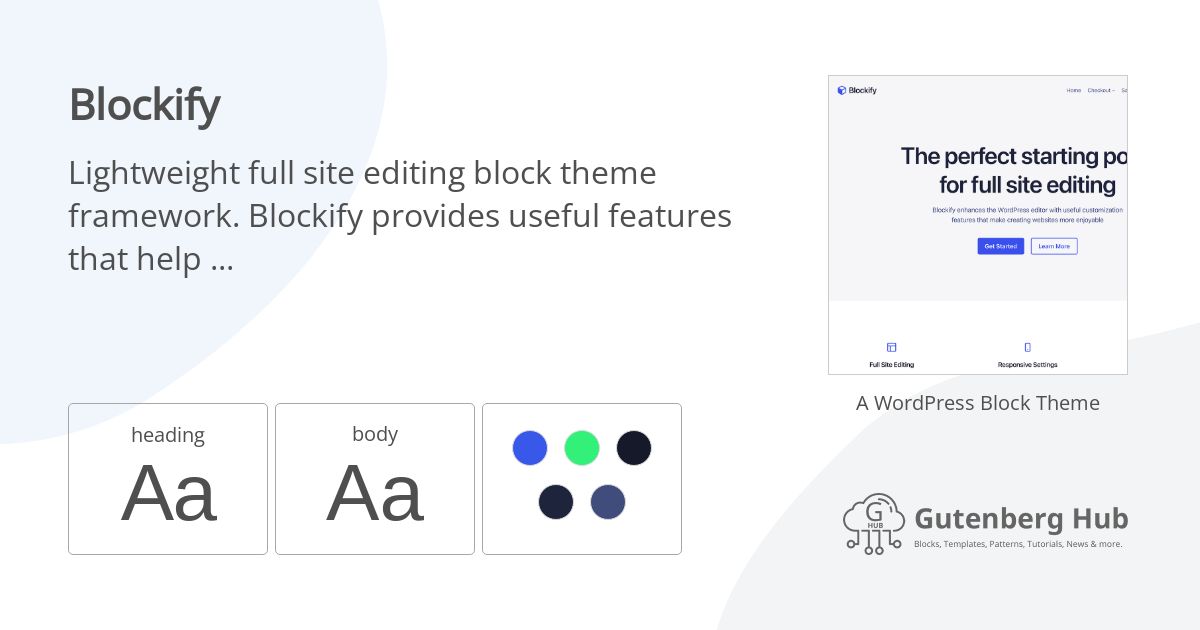 Blockify
Lightweight full site editing block theme
framework. Blockify provides useful features
that help ...
heading
Aa
body
Aa
Blockify
Home Checkout
The perfect starting
for full site editing
Blockify enhances the WordPress editor with useful customization
features that make creating websites more enjoyable
Get Started Learn More
Full Site Editing Responsive Settings
A WordPress Block Theme
G
HUB
Gutenberg Hub
Blocks, Templates, Patterns, Tutorials, News & more.